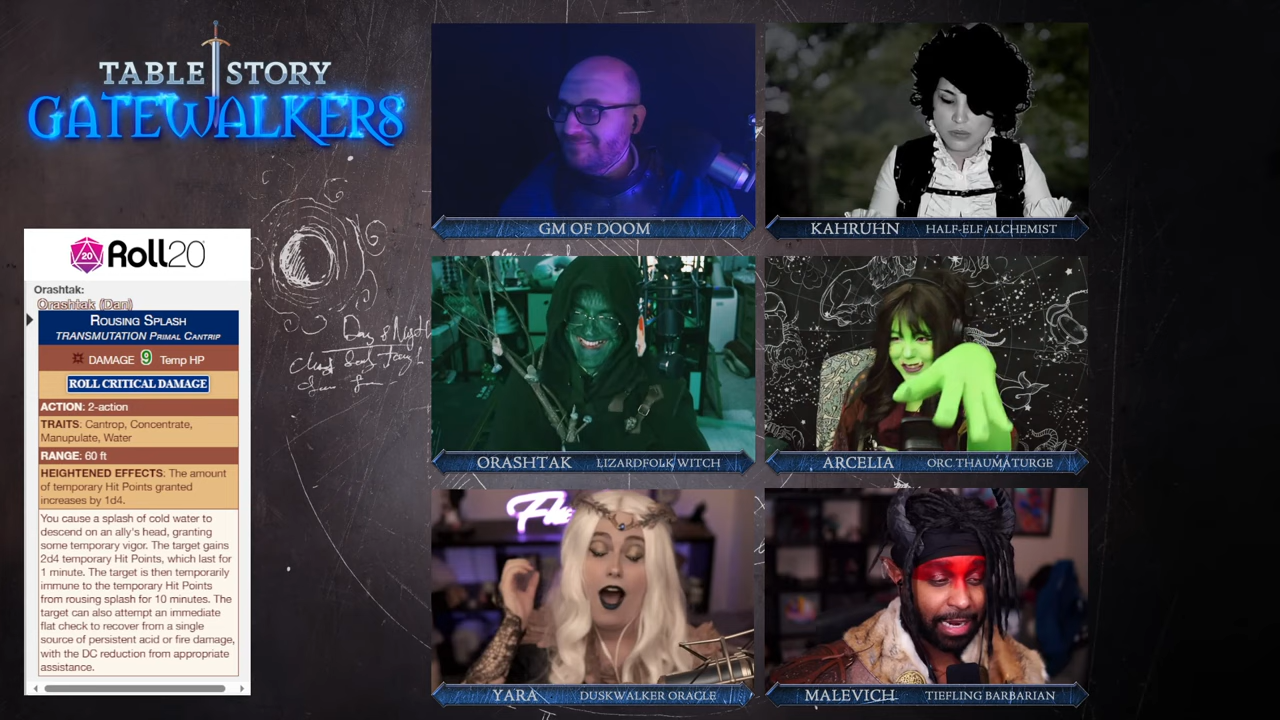 TABLE STORY
GATEWALKERS
Roll20
20
Orashtak:
Orashtak (Dan)
ROUSING SPLASH
TRANSMUTATION PRIMAL CANTRIP
DAMAGE 9 Temp HP
ROLL CRITICAL DAMAGE
ACTION: 2-action
TRAITS: Cantrop, Concentrate,
Manupulate, Water
RANGE: 60 ft
HEIGHTENED EFFECTS: The amount
of temporary Hit Points granted
increases by 1d4.
You cause a splash of cold water to
descend on an ally's head, granting
some temporary vigor. The target gains
2d4 temporary Hit Points, which last for
1 minute. The target is then temporarily
immune to the temporary Hit Points
from rousing splash for 10 minutes. The
target can also attempt an immediate
flat check to recover from a single
source of persistent acid or fire damage,
with the DC reduction from appropriate
assistance.
Day & Night
GM OF DOOM
KAHRUHN HALF-ELF ALCHEMIST
ORASHTAK LIZARDFOLK WITCH
ARCELIA ORC THAUMATURGE
YARA DUSKWALKER ORACLE
MALEVICH TIEFLING BARBARIAN